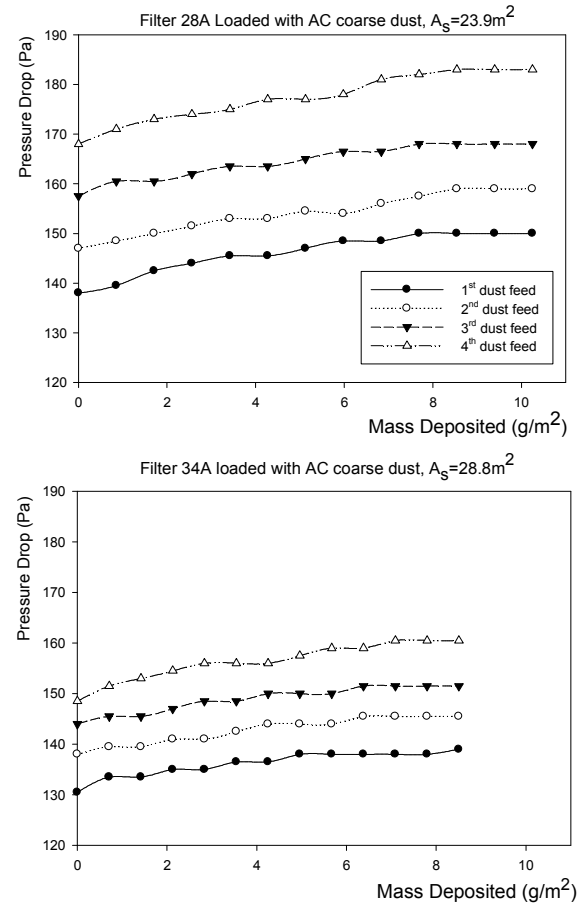 Filter 28A Loaded with AC coarse dust, AS=23.9m2
Pressure Drop (Pa)
190
180
170
160
150
140
130
120
1st dust feed
2nd dust feed
3rd dust feed
4th dust feed
0 2 4 6 8 10
Mass Deposited (g/m2)
Filter 34A loaded with AC coarse dust, AS=28.8m2
Pressure Drop (Pa)
190
180
170
160
150
140
130
120
0 2 4 6 8 10
Mass Deposited (g/m2)